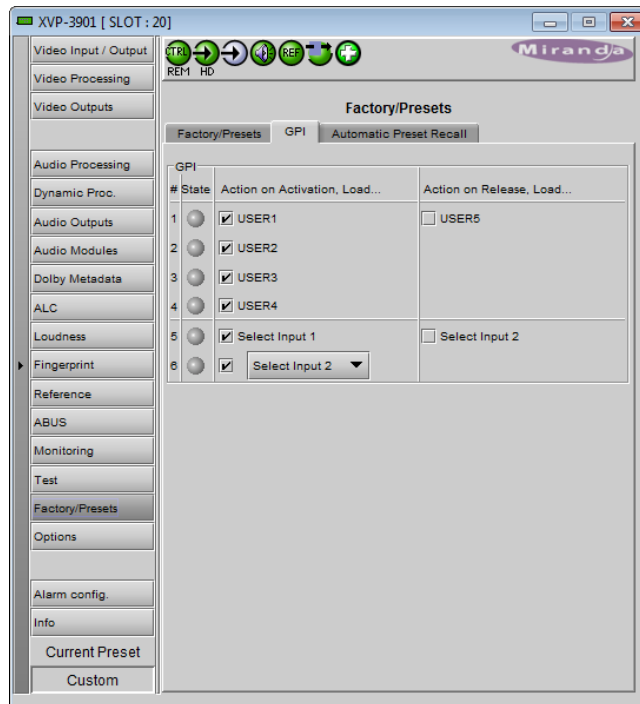 XVP-3901 [ SLOT : 20]
Video Input / Output
Video Processing
Video Outputs
Audio Processing
Dynamic Proc.
Audio Outputs
Audio Modules
Dolby Metadata
ALC
Loudness
Fingerprint
Reference
ABUS
Monitoring
Test
Factory/Presets
Options
Alarm config.
Info
Current Preset
Custom
CTRL REF
REM HD
Miranda
Factory/Presets
Factory/Presets GPI Automatic Preset Recall
GPI
# State Action on Activation, Load... Action on Release, Load...
1 USER1 USER5
2 USER2
3 USER3
4 USER4
5 Select Input 1 Select Input 2
6 Select Input 2